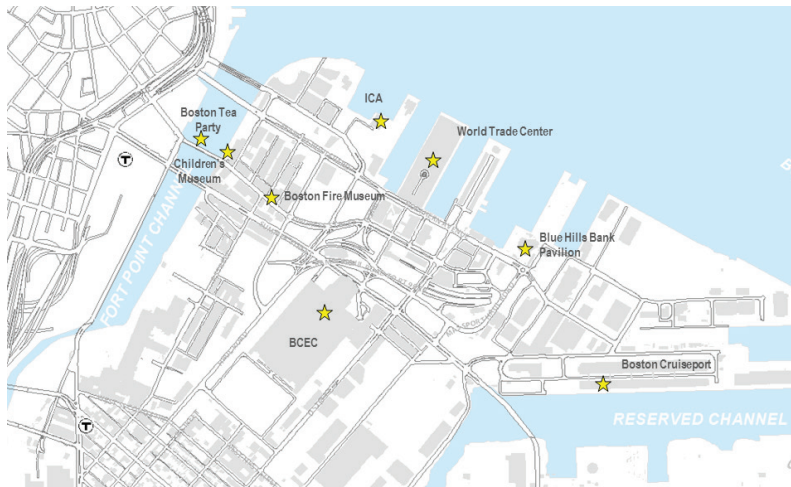 ICA
Boston Tea
Party
World Trade Center
Children's
Museum
Boston Fire Museum
FORT POINT CHANNEL
Blue Hills Bank
Pavilion
BCEC
Boston Cruiseport
RESERVED CHANNEL
T
T